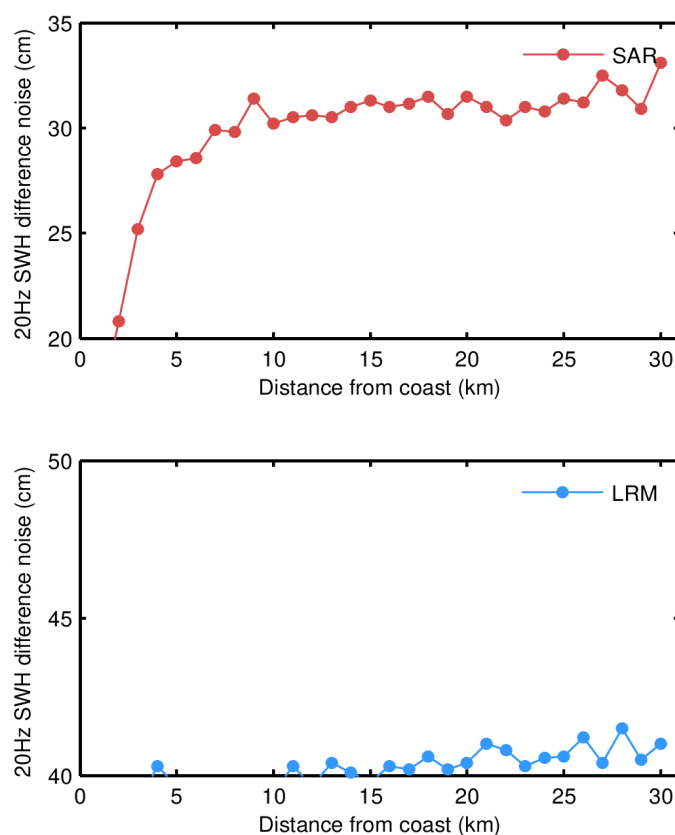 35
30
25
20
20Hz SWH difference noise (cm)
SAR
0 5 10 15 20 25 30
Distance from coast (km)
50
45
40
20Hz SWH difference noise (cm)
LRM
0 5 10 15 20 25 30
Distance from coast (km)